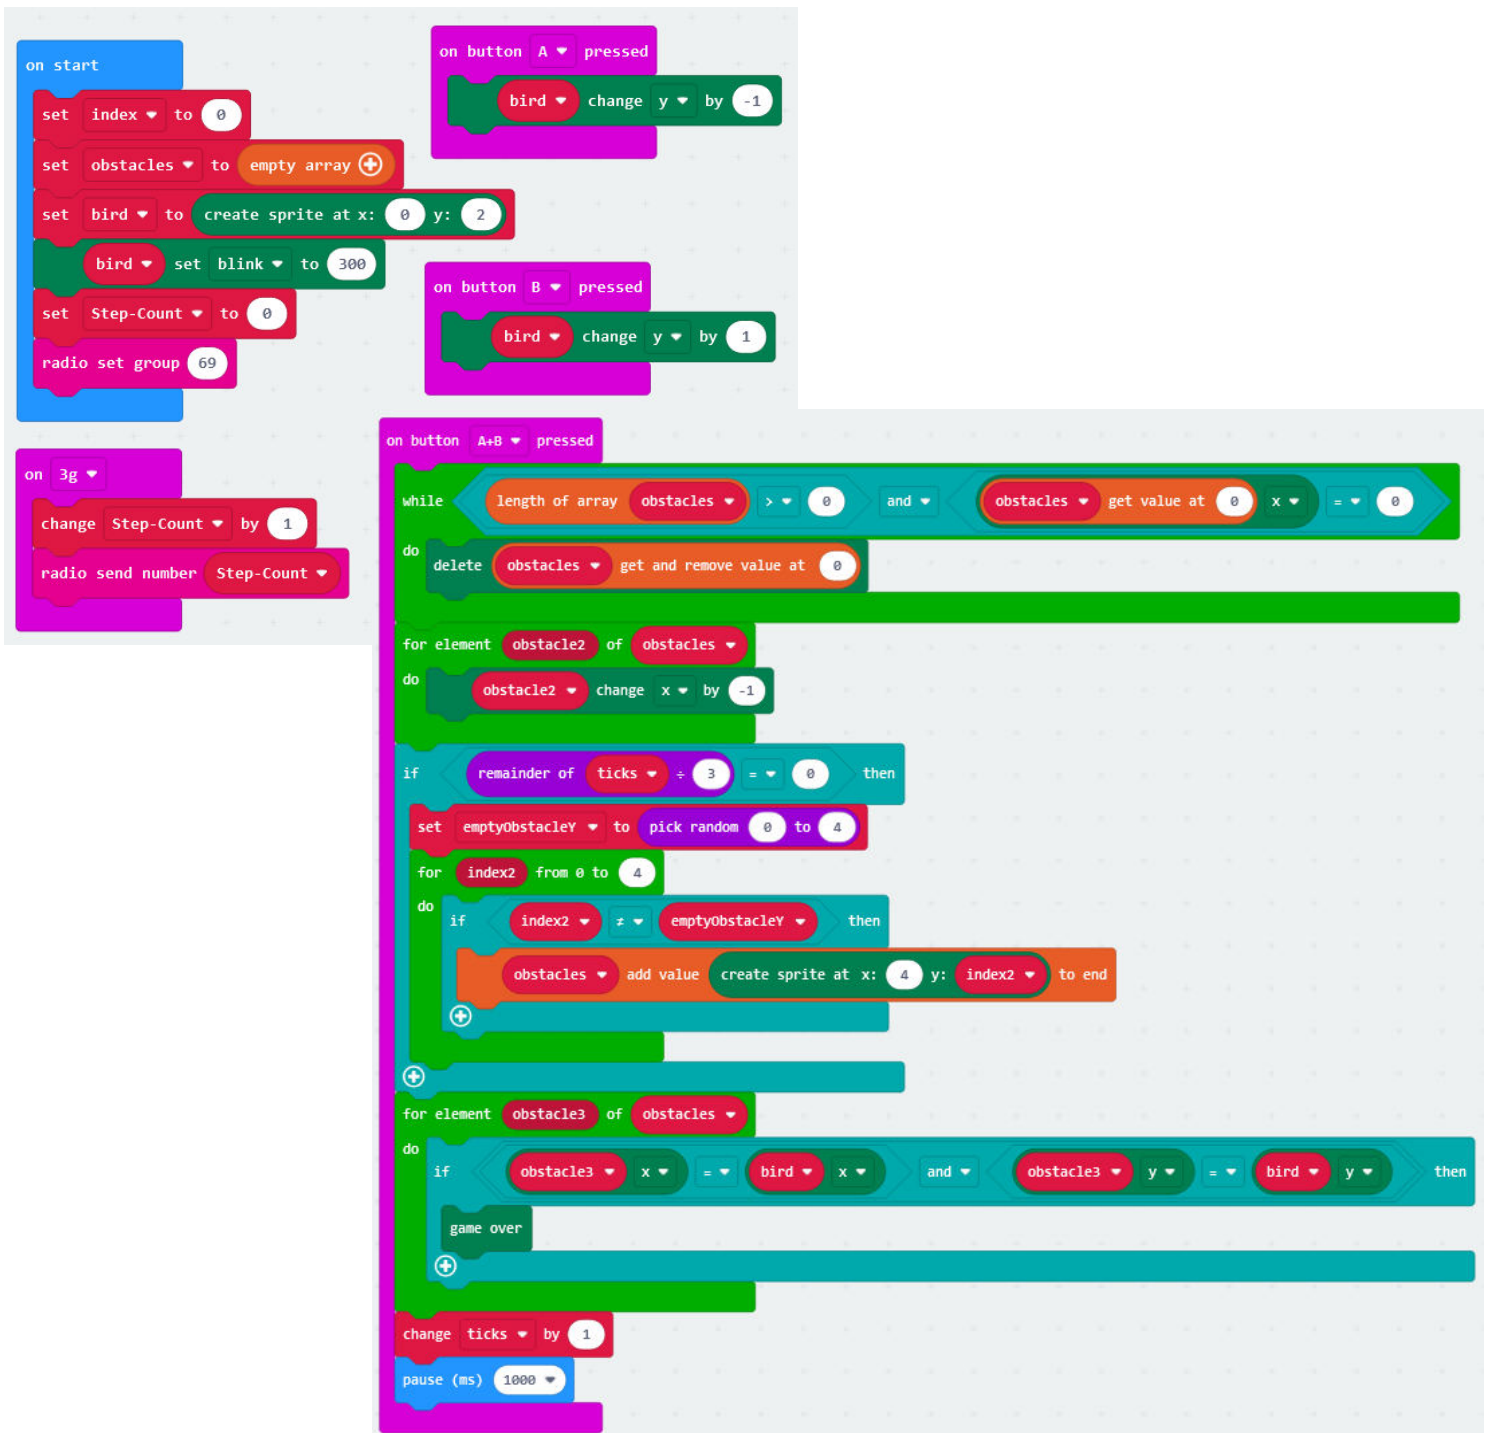 on start
set index to 0
set obstacles to empty array
set bird to create sprite at x: 0 y: 2
bird set blink to 300
set Step-Count to 0
radio set group 69
on button A pressed
bird change y by -1
on button B pressed
bird change y by 1
on 3g
change Step-Count by 1
radio send number Step-Count
on button A+B pressed
while length of array obstacles > 0 and obstacles get value at 0 x = 0
do
delete obstacles get and remove value at 0
for element obstacle2 of obstacles
do
obstacle2 change x by -1
if remainder of ticks ÷ 3 = 0 then
set emptyObstacleY to pick random 0 to 4
for index2 from 0 to 4
do
if index2 ≠ emptyObstacleY then
obstacles add value create sprite at x: 4 y: index2 to end
for element obstacle3 of obstacles
do
if obstacle3 x = bird x and obstacle3 y = bird y then
game over
change ticks by 1
pause (ms) 1000